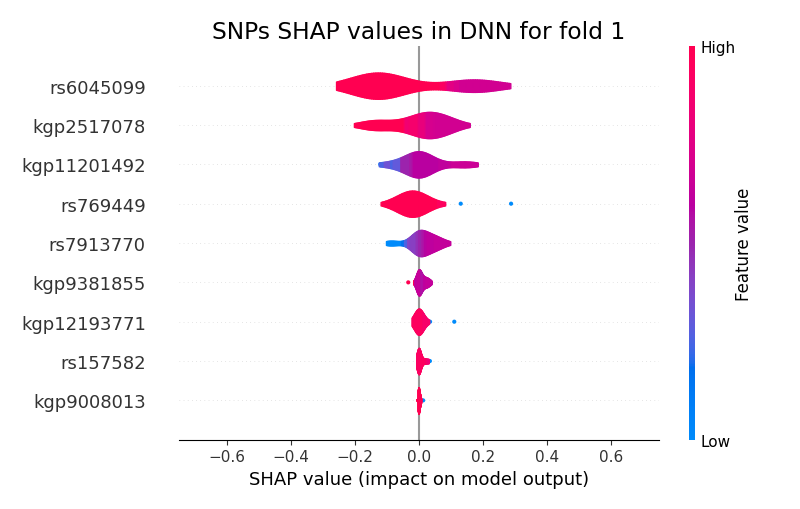 SNPs SHAP values in DNN for fold 1
rs6045099
kgp2517078
kgp11201492
rs769449
rs7913770
kgp9381855
kgp12193771
rs157582
kgp9008013
−0.6 −0.4 −0.2 0.0 0.2 0.4 0.6
SHAP value (impact on model output)
High
Feature value
Low